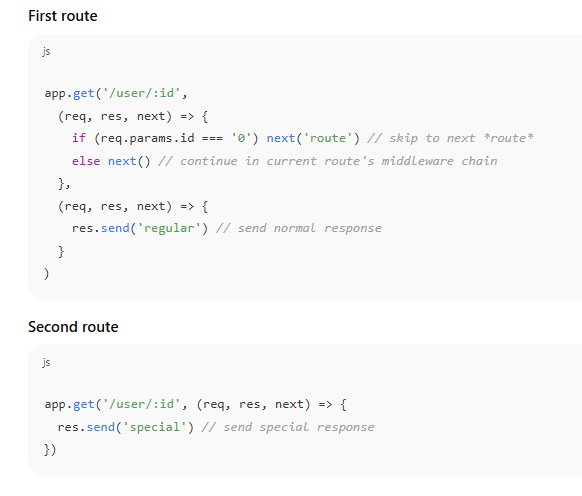 First route
js
app.get('/user/:id',
  (req, res, next) => {
    if (req.params.id === '0') next('route') // skip to next *route*
    else next() // continue in current route's middleware chain
  },
  (req, res, next) => {
    res.send('regular') // send normal response
  }
)
Second route
js
app.get('/user/:id', (req, res, next) => {
  res.send('special') // send special response
})